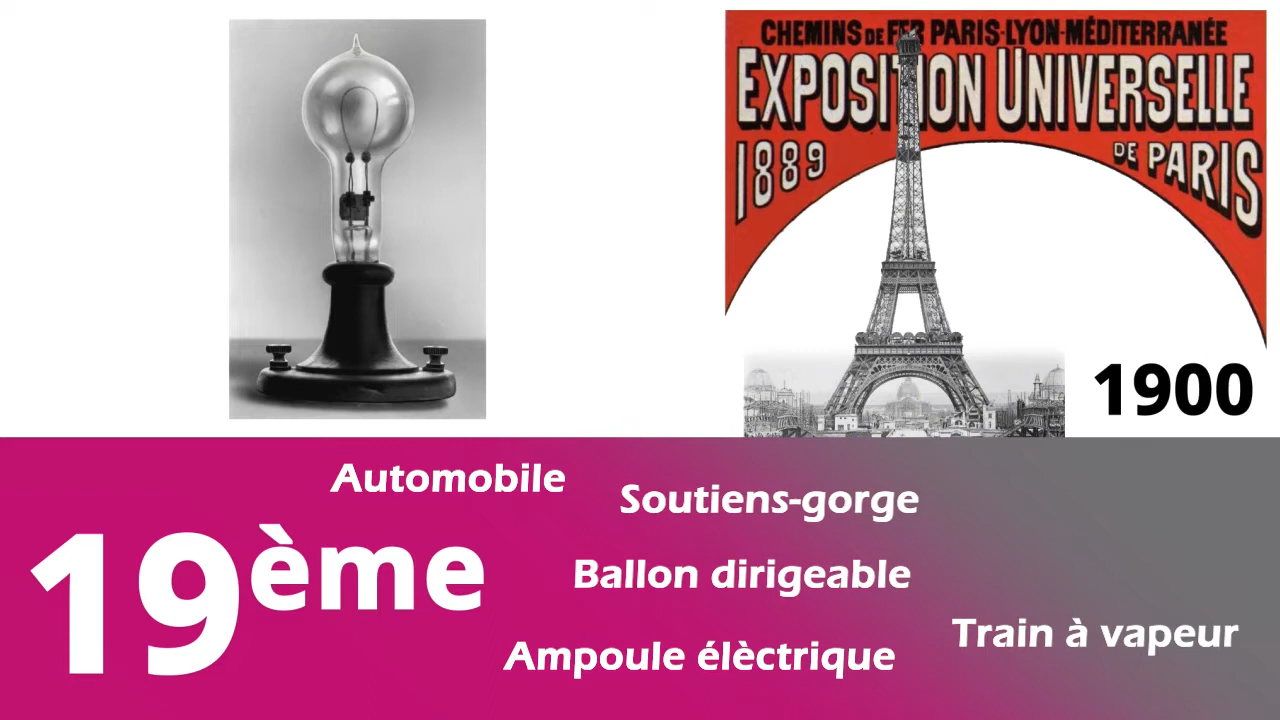 CHEMINS DE FER PARIS-LYON-MÉDITERRANÉE
EXPOSITION UNIVERSELLE
1889 DE PARIS
1900
Automobile
Soutiens-gorge
19ème
Ballon dirigeable
Train à vapeur
Ampoule élèctrique